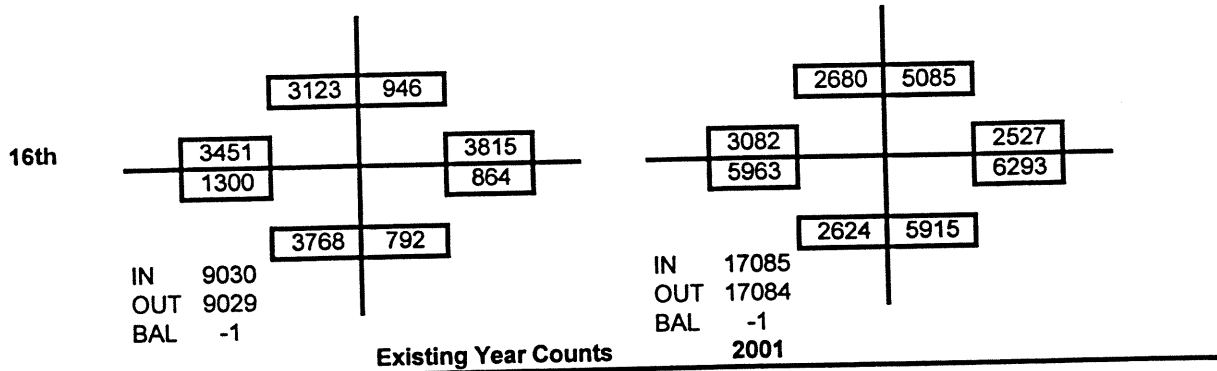 3123 946 2680 5085
16th 3451 3815 3082 2527
1300 864 5963 6293
3768 792 2624 5915
IN 9030 IN 17085
OUT 9029 OUT 17084
BAL -1 BAL -1
Existing Year Counts 2001